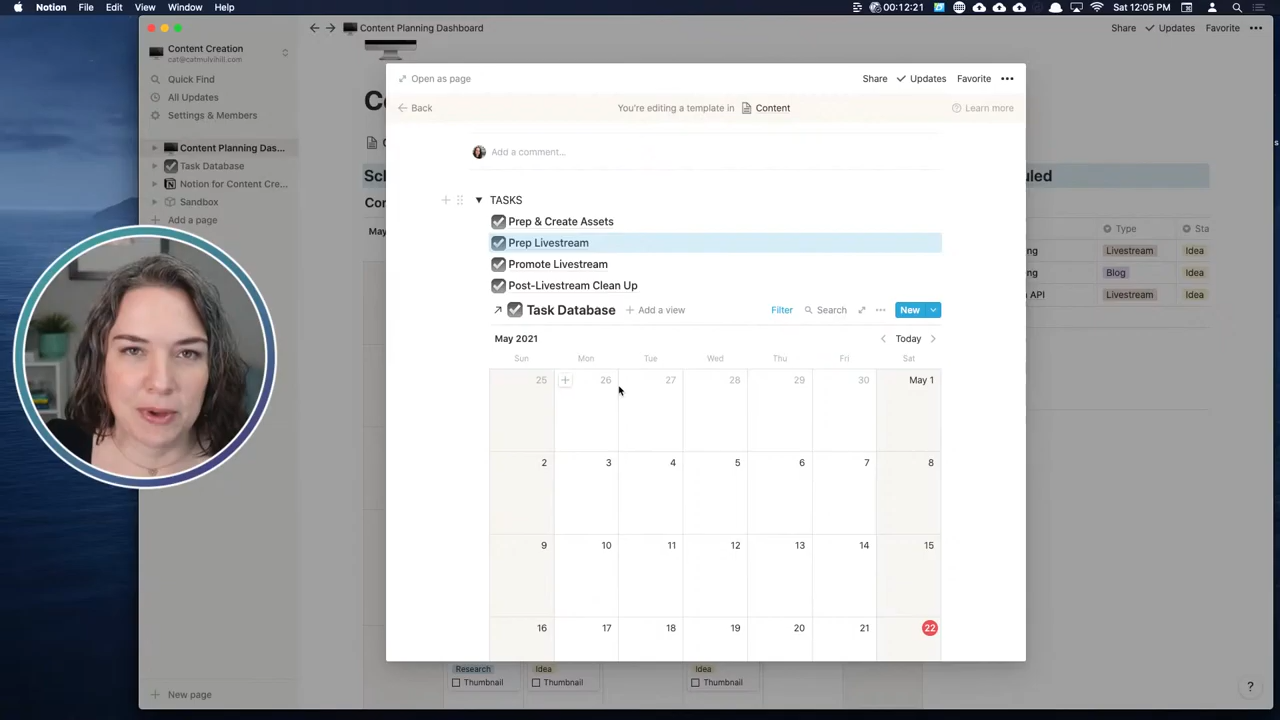 Notion File Edit View Window Help
00:12:21 Sat 12:05 PM
Content Creation
cat@catmulvihill.com
Quick Find
All Updates
Settings & Members
Content Planning Das...
Task Database
Notion for Content Cre...
Sandbox
Add a page
New page
Content Planning Dashboard
Share Updates Favorite
Open as page
Share Updates Favorite
Back
You're editing a template in Content
Learn more
Add a comment...
TASKS
Prep & Create Assets
Prep Livestream
Promote Livestream
Post-Livestream Clean Up
Task Database
Add a view
Filter Search New
May 2021
Today
Sun Mon Tue Wed Thu Fri Sat
25 26 27 28 29 30 May 1
2 3 4 5 6 7 8
9 10 11 12 13 14 15
16 17 18 19 20 21 22
Type Sta
Livestream Idea
Blog Idea
API Livestream Idea
Research Idea Idea
Thumbnail Thumbnail Thumbnail
?